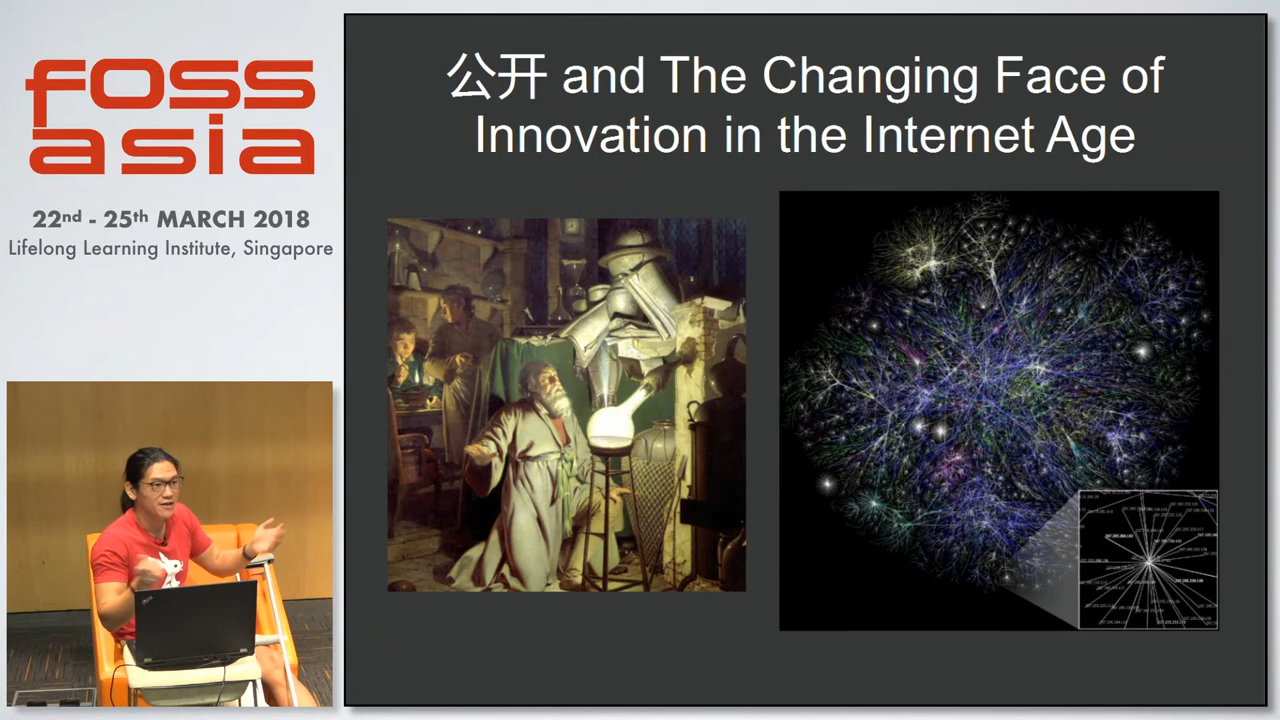 foss
asia
22nd - 25th MARCH 2018
Lifelong Learning Institute, Singapore
公开 and The Changing Face of
Innovation in the Internet Age